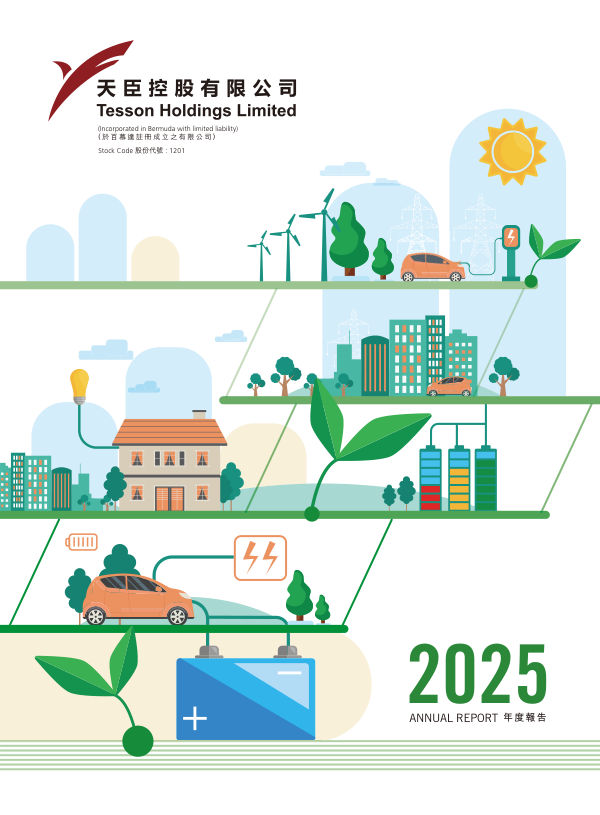 天臣控股有限公司
Tesson Holdings Limited
(Incorporated in Bermuda with limited liability)
(於百慕達註冊成立之有限公司)
Stock Code 股份代號 : 1201
2025
ANNUAL REPORT 年度報告